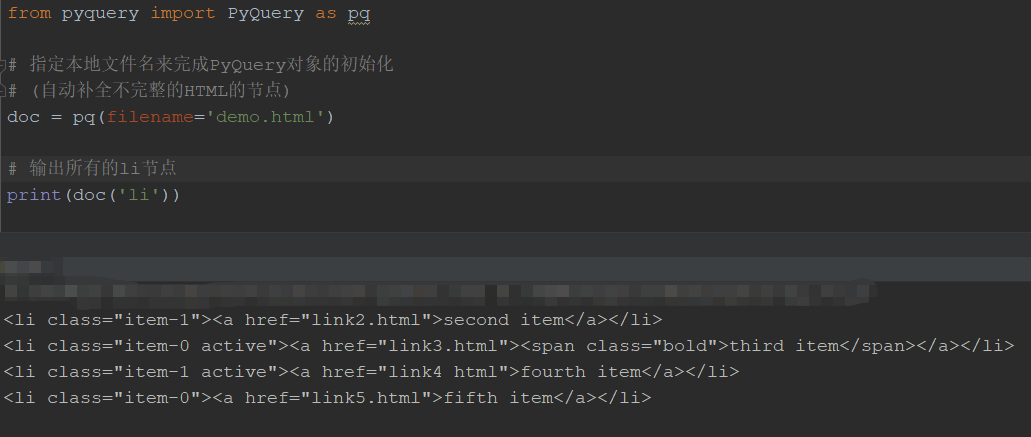 from pyquery import PyQuery as pq
# 指定本地文件名来完成PyQuery对象的初始化
# (自动补全不完整的HTML的节点)
doc = pq(filename='demo.html')
# 输出所有的li节点
print(doc('li'))
<li class="item-1"><a href="link2.html">second item</a></li>
<li class="item-0 active"><a href="link3.html"><span class="bold">third item</span></a></li>
<li class="item-1 active"><a href="link4 html">fourth item</a></li>
<li class="item-0"><a href="link5.html">fifth item</a></li>